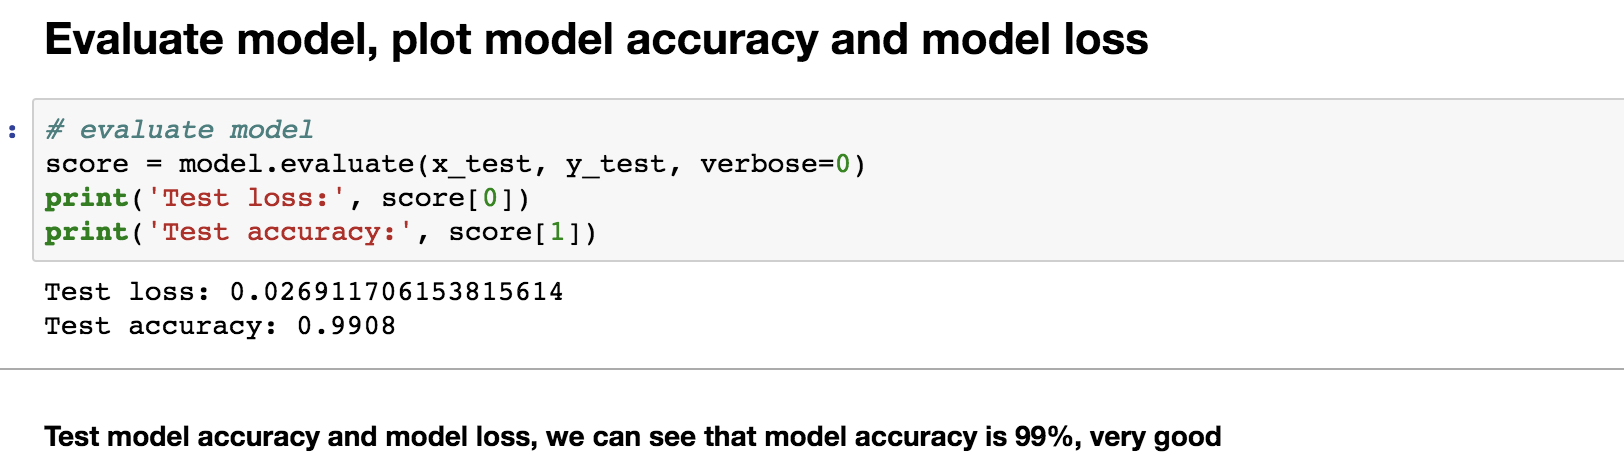 Evaluate model, plot model accuracy and model loss
:
# evaluate model
score = model.evaluate(x_test, y_test, verbose=0)
print('Test loss:', score[0])
print('Test accuracy:', score[1])
Test loss: 0.026911706153815614
Test accuracy: 0.9908
Test model accuracy and model loss, we can see that model accuracy is 99%, very good